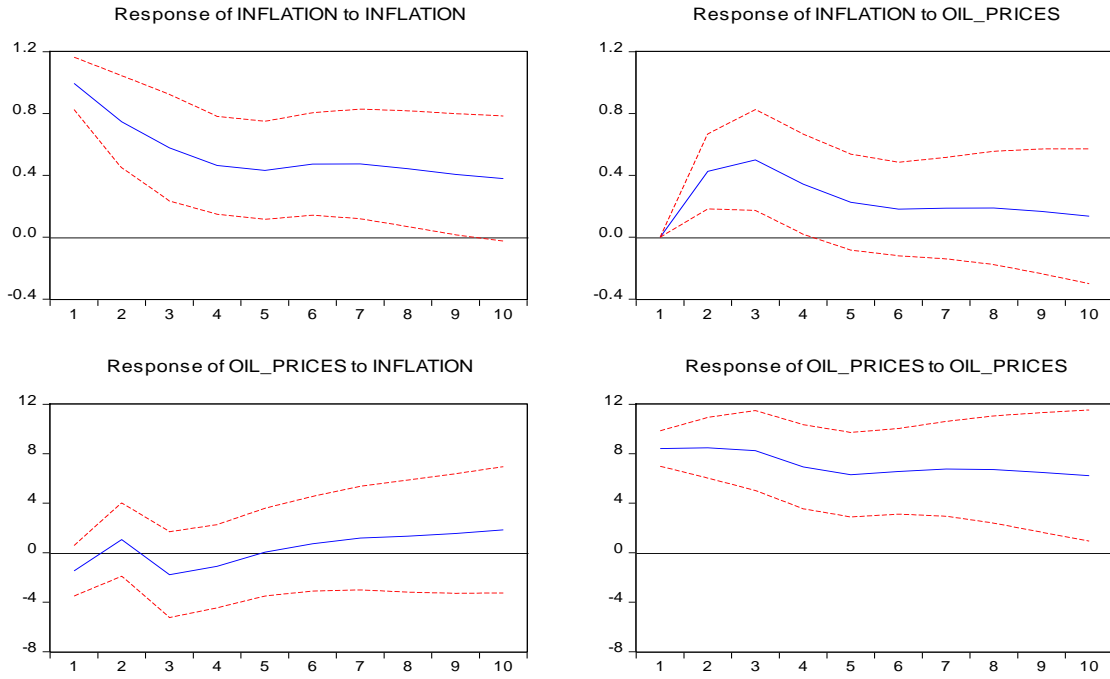 Response of INFLATION to INFLATION
1.2
0.8
0.4
0.0
-0.4
1 2 3 4 5 6 7 8 9 10
Response of INFLATION to OIL_PRICES
1.2
0.8
0.4
0.0
-0.4
1 2 3 4 5 6 7 8 9 10
Response of OIL_PRICES to INFLATION
12
8
4
0
-4
-8
1 2 3 4 5 6 7 8 9 10
Response of OIL_PRICES to OIL_PRICES
12
8
4
0
-4
-8
1 2 3 4 5 6 7 8 9 10